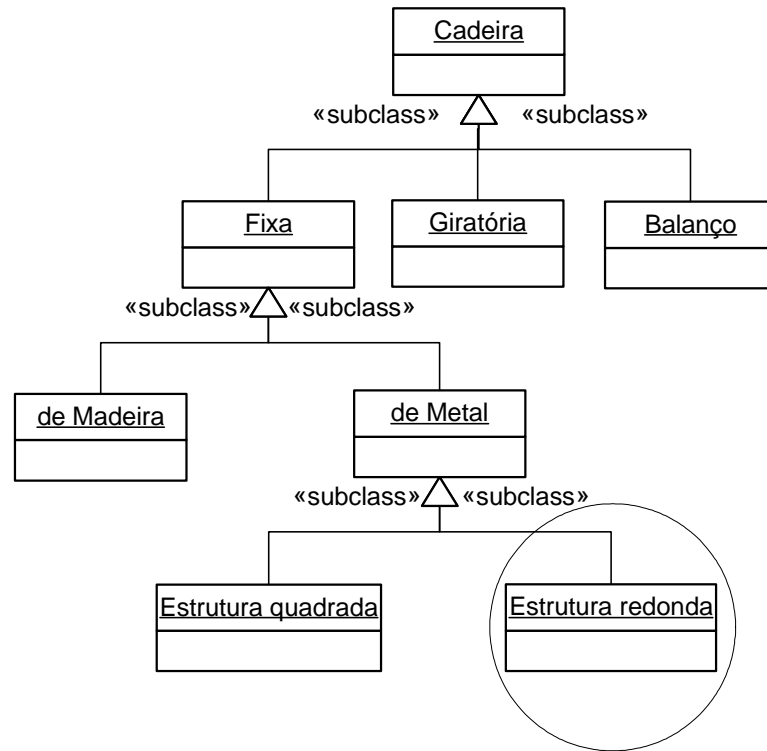 Cadeira
«subclass» «subclass»
Fixa
Giratória
Balanço
«subclass» «subclass»
de Madeira
de Metal
«subclass» «subclass»
Estrutura quadrada
Estrutura redonda